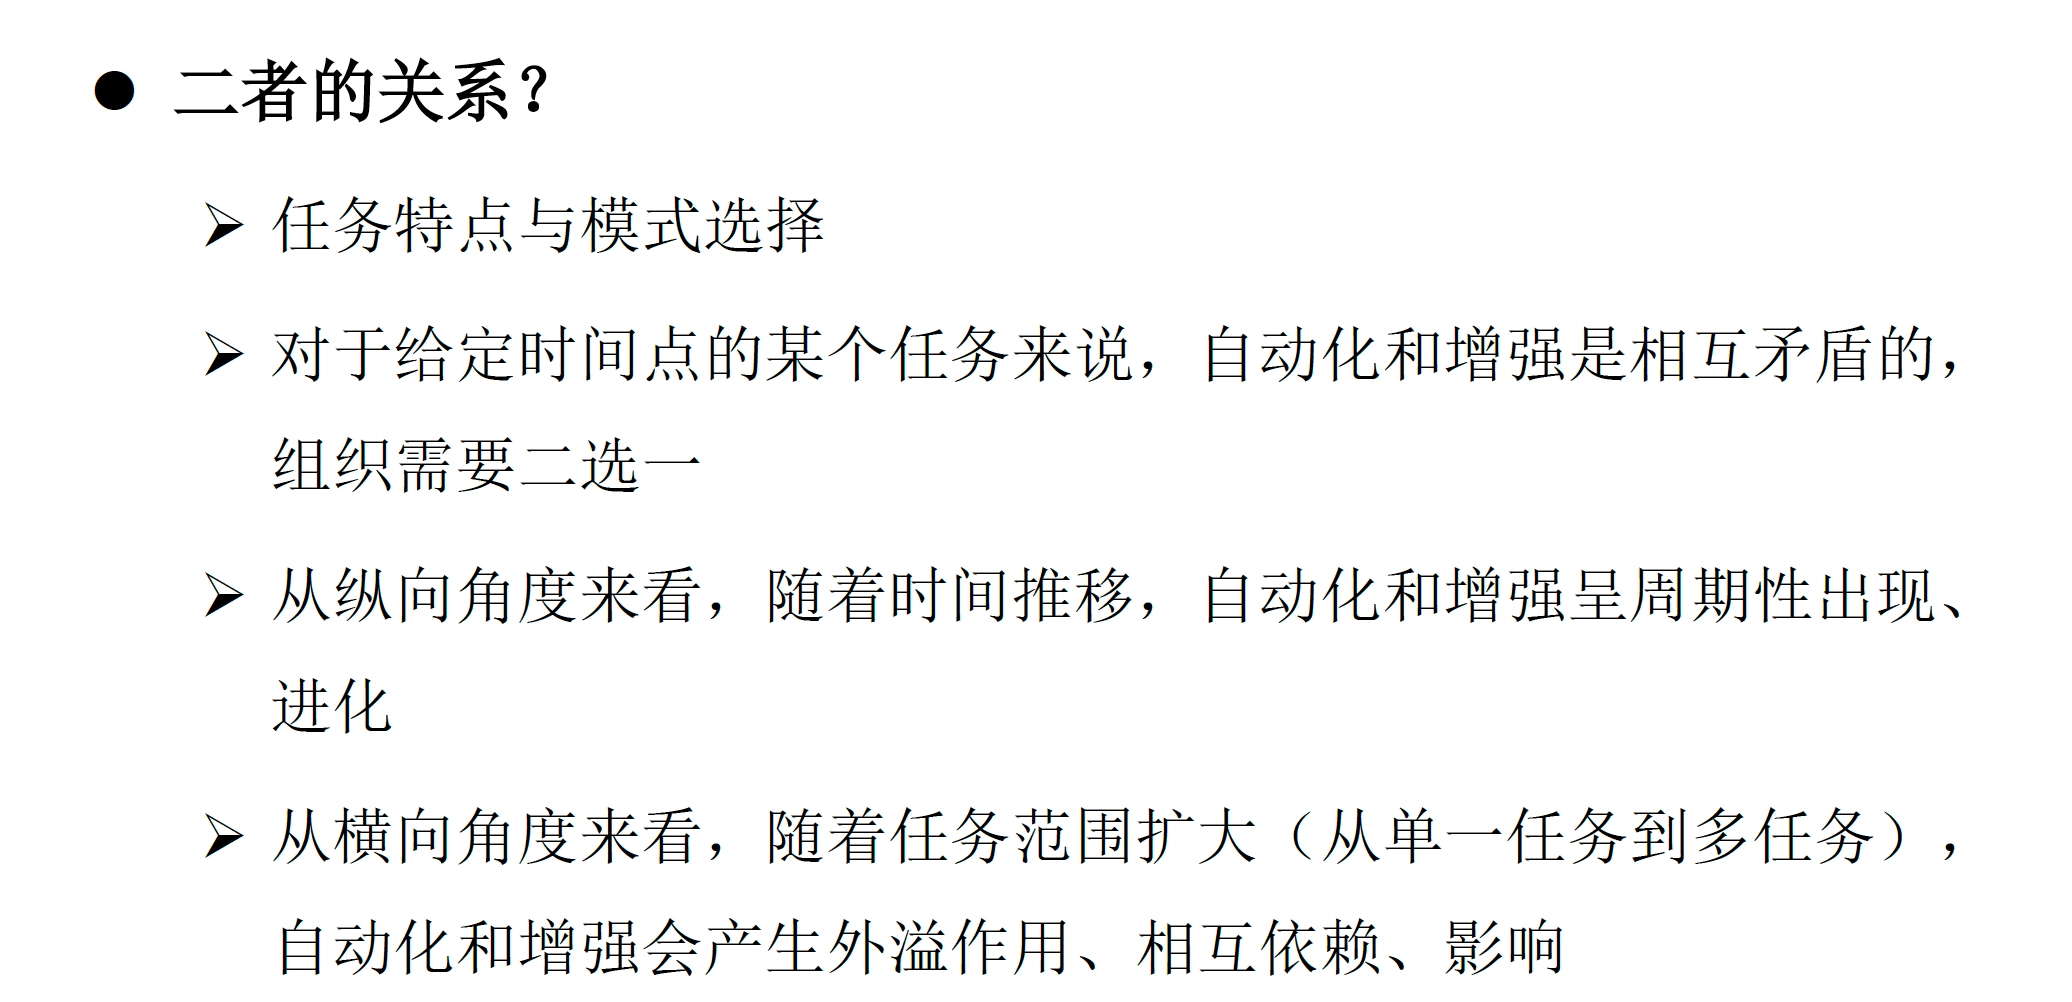 ● 二者的关系？
➢ 任务特点与模式选择
➢ 对于给定时间点的某个任务来说，自动化和增强是相互矛盾的，
组织需要二选一
➢ 从纵向角度来看，随着时间推移，自动化和增强呈周期性出现、
进化
➢ 从横向角度来看，随着任务范围扩大（从单一任务到多任务），
自动化和增强会产生外溢作用、相互依赖、影响